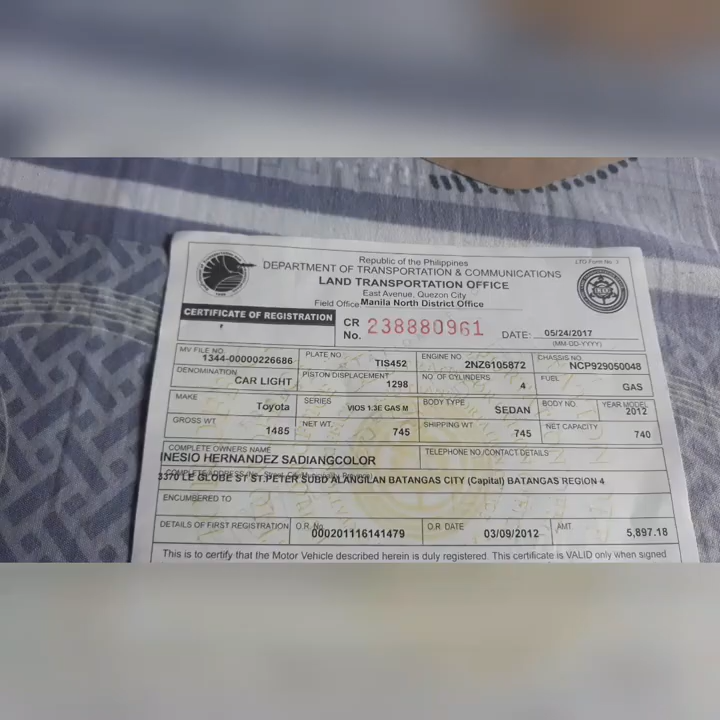 Republic of the Philippines
LTO Form No. 2
DEPARTMENT OF TRANSPORTATION & COMMUNICATIONS
LAND TRANSPORTATION OFFICE
East Avenue, Quezon City
Field Office Manila North District Office
CERTIFICATE OF REGISTRATION
CR No. 238880961
DATE: 05/24/2017
(MM-DD-YYYY)
MV FILE NO. 1344-00000226686 PLATE NO. TIS452 ENGINE NO. 2NZ6105872 CHASSIS NO. NCP929050048
DENOMINATION CAR LIGHT PISTON DISPLACEMENT 1298 NO. OF CYLINDERS 4 FUEL GAS
MAKE Toyota SERIES VIOS 1:3E GAS M BODY TYPE SEDAN BODY NO. YEAR MODEL 2012
GROSS WT. 1485 NET WT. 745 SHIPPING WT 745 NET CAPACITY 740
COMPLETE OWNERS NAME TELEPHONE NO./CONTACT DETAILS
INESIO HERNANDEZ SADIANGCOLOR
COMPLETE ADDRESS
3370 LE GLOBE ST ST.PETER SUBD ALANGILAN BATANGAS CITY (Capital) BATANGAS REGION 4
ENCUMBERED TO
DETAILS OF FIRST REGISTRATION O.R. No. 000201116141479 O.R. DATE 03/09/2012 AMT 5,897.18
This is to certify that the Motor Vehicle described herein is duly registered. This certificate is VALID only when signed